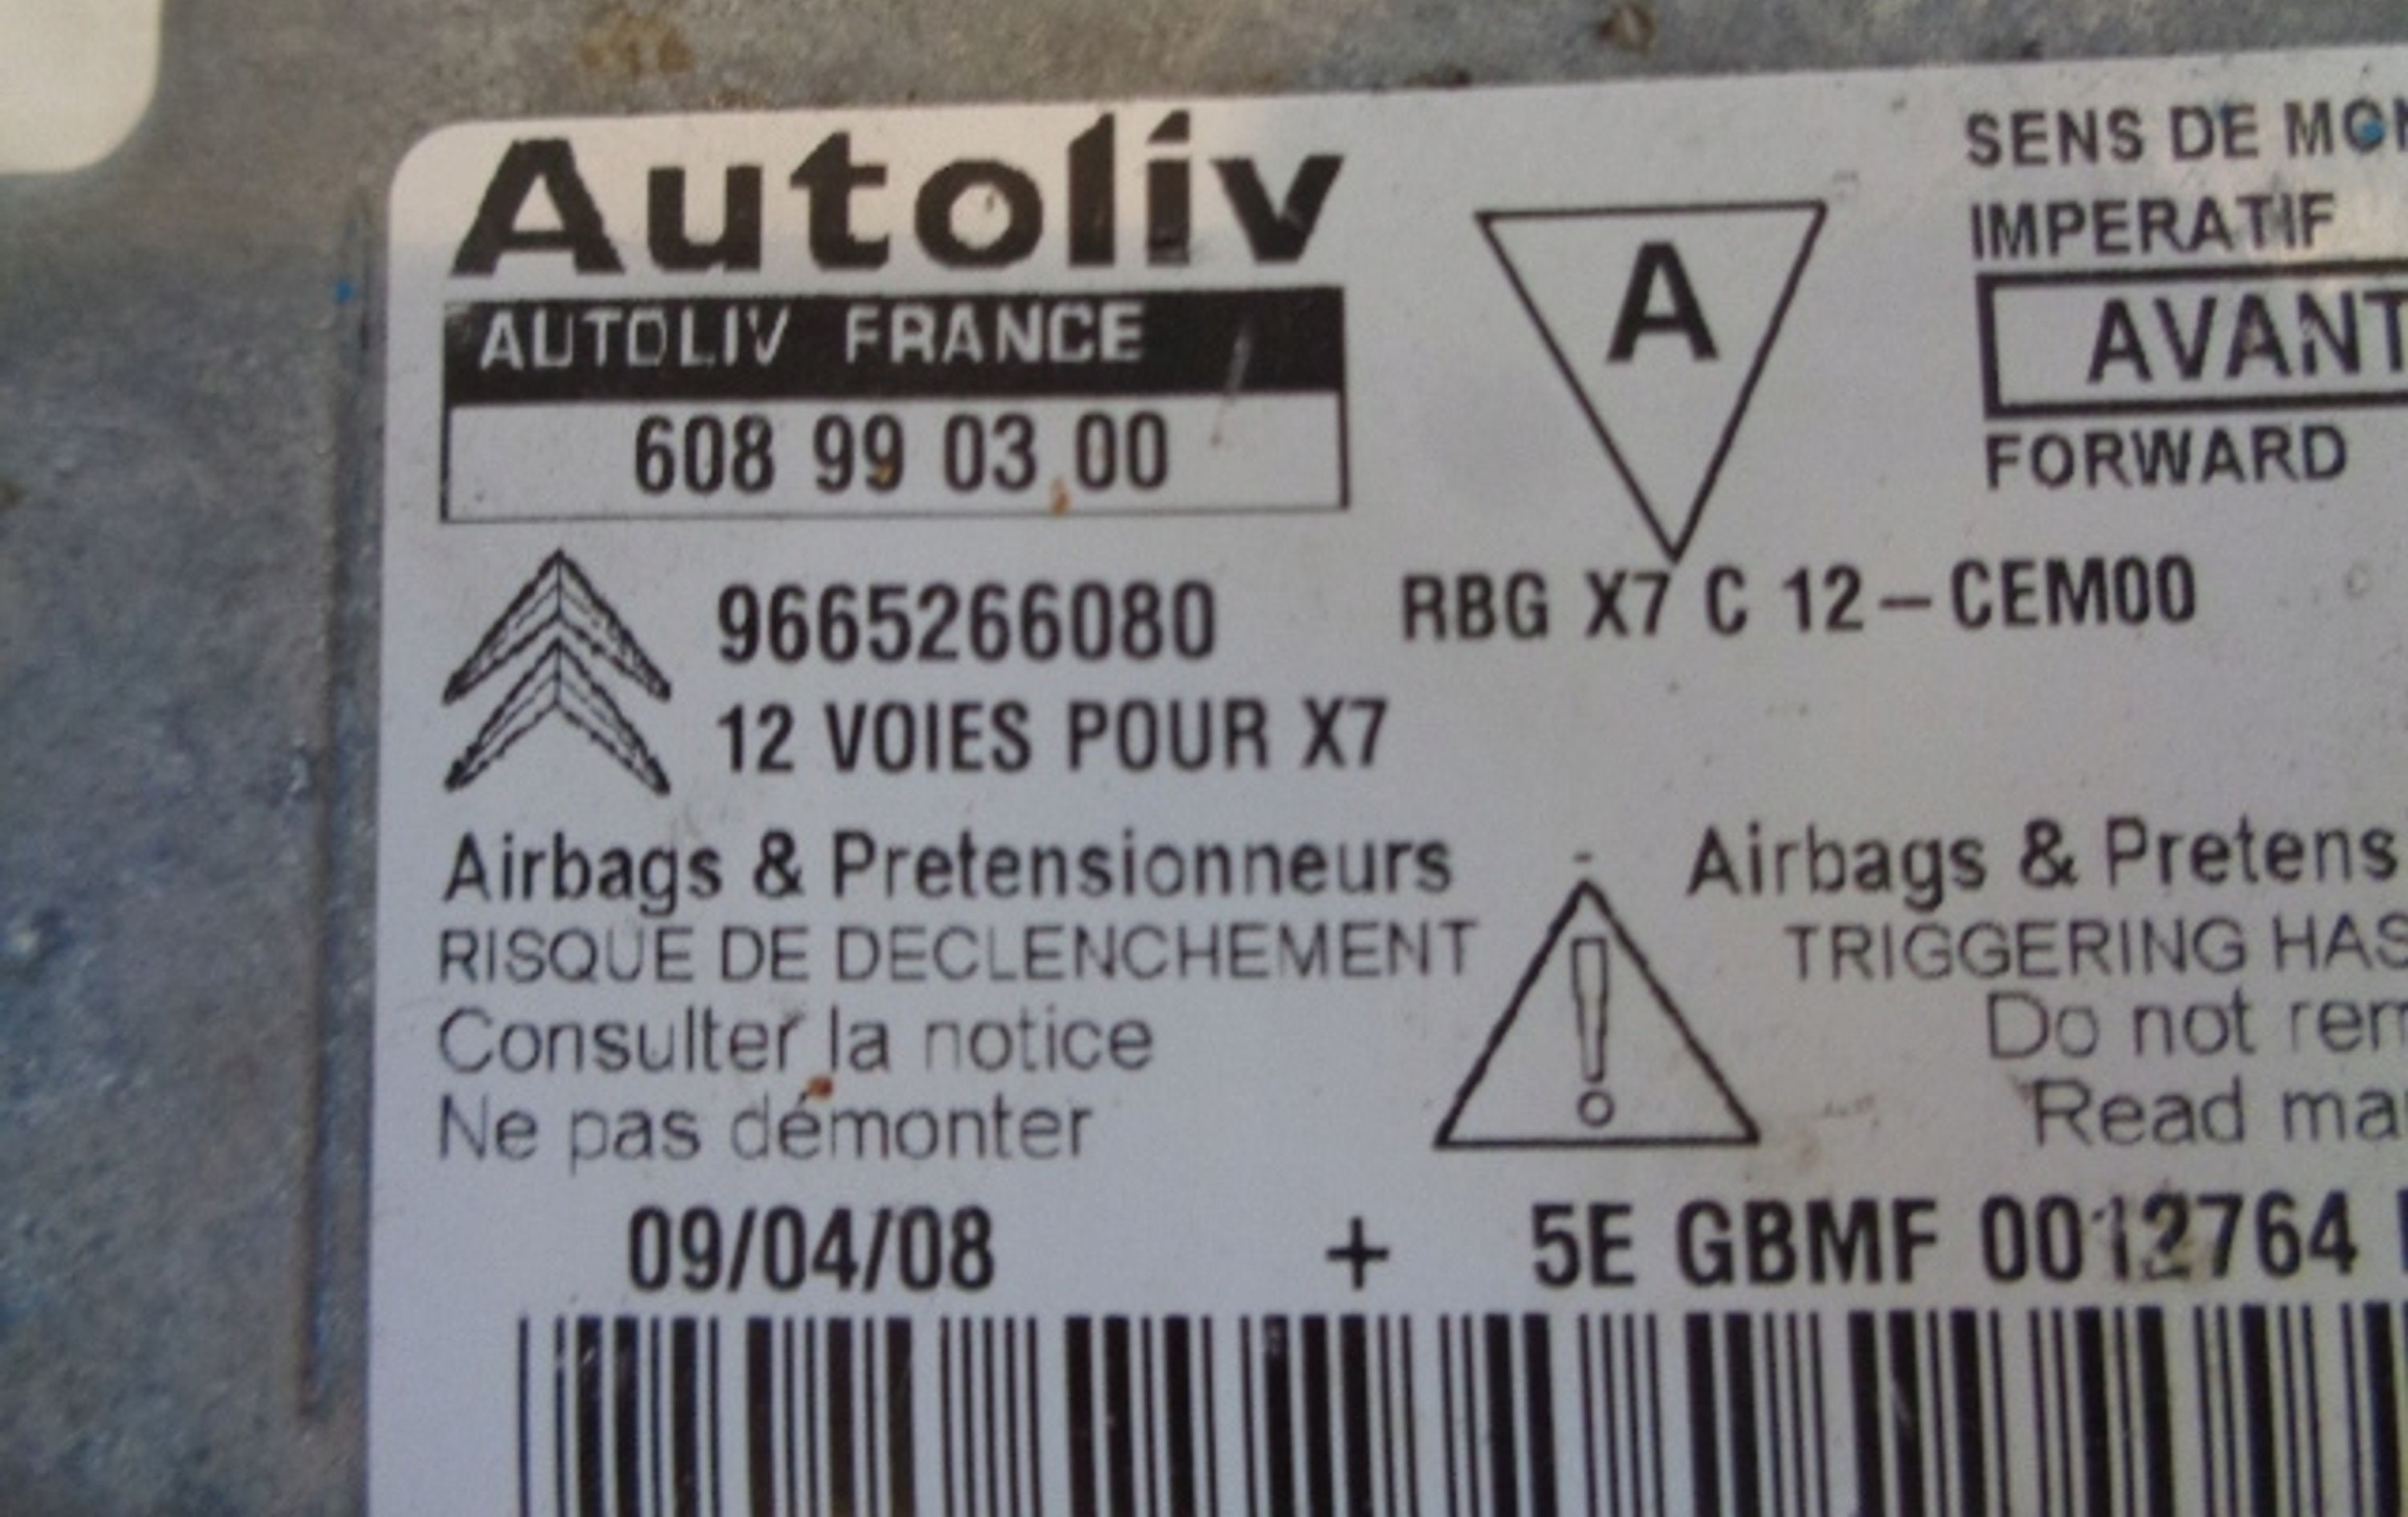 Autoliv
AUTOLIV FRANCE
608 99 03 00
A
SENS DE
IMPERATIF
AVANT
FORWARD
9665266080
RBG X7 C 12-CEM00
12 VOIES POUR X7
Airbags & Pretensionneurs
RISQUE DE DECLENCHEMENT
Consulter la notice
Ne pas démonter
- Airbags & Pretens
TRIGGERING HAS
Do not rem
Read ma
09/04/08 + 5E GBMF 0012764